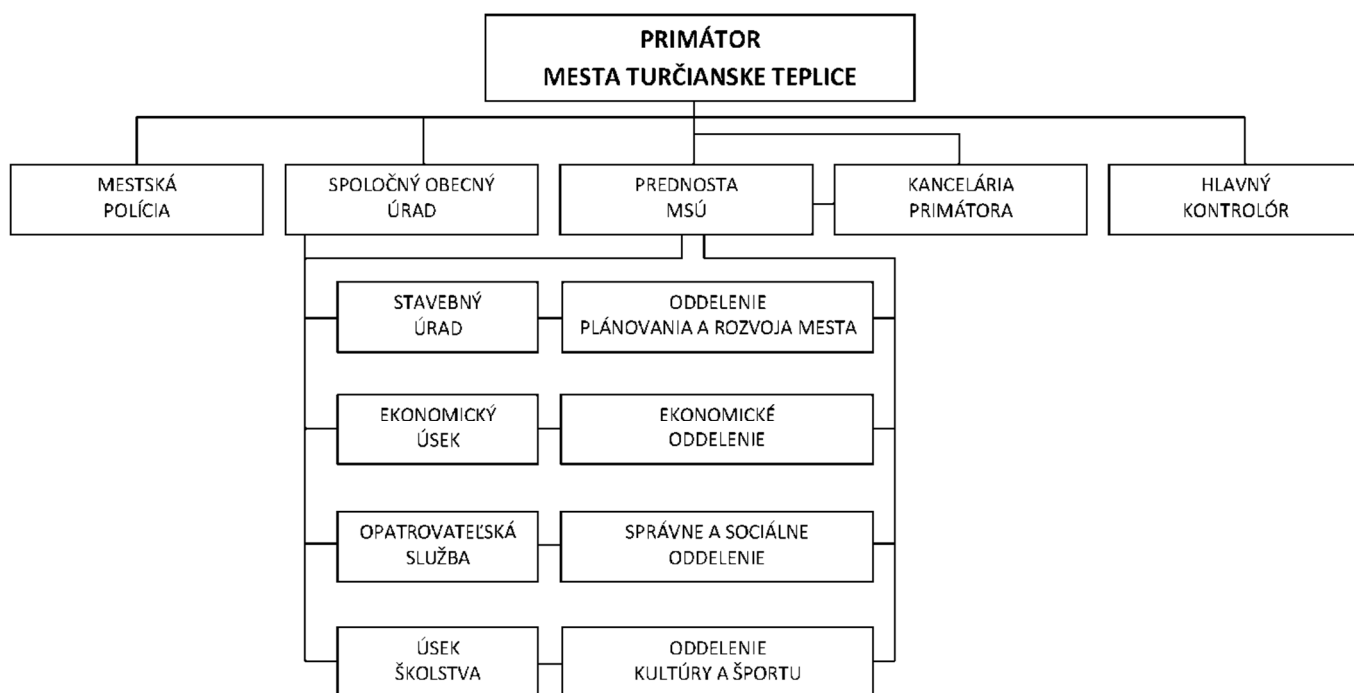 PRIMÁTOR
MESTA TURČIANSKE TEPLICE
MESTSKÁ
POLÍCIA
SPOLOČNÝ OBECNÝ
ÚRAD
PREDNOSTA
MSÚ
KANCELÁRIA
PRIMÁTORA
HLAVNÝ
KONTROLÓR
STAVEBNÝ
ÚRAD
ODDELENIE
PLÁNOVANIA A ROZVOJA MESTA
EKONOMICKÝ
ÚSEK
EKONOMICKÉ
ODDELENIE
OPATROVATEĽSKÁ
SLUŽBA
SPRÁVNE A SOCIÁLNE
ODDELENIE
ÚSEK
ŠKOLSTVA
ODDELENIE
KULTÚRY A ŠPORTU